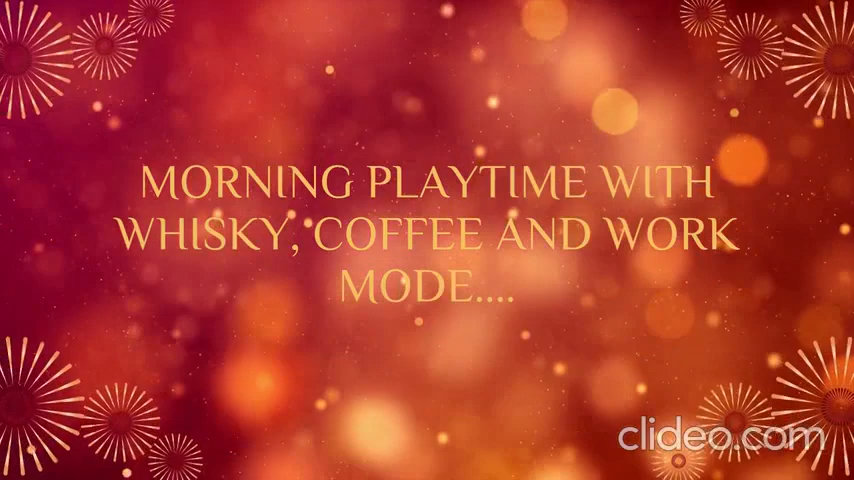 MORNING PLAYTIME WITH
WHISKY, COFFEE AND WORK
MODE....
clideo.com